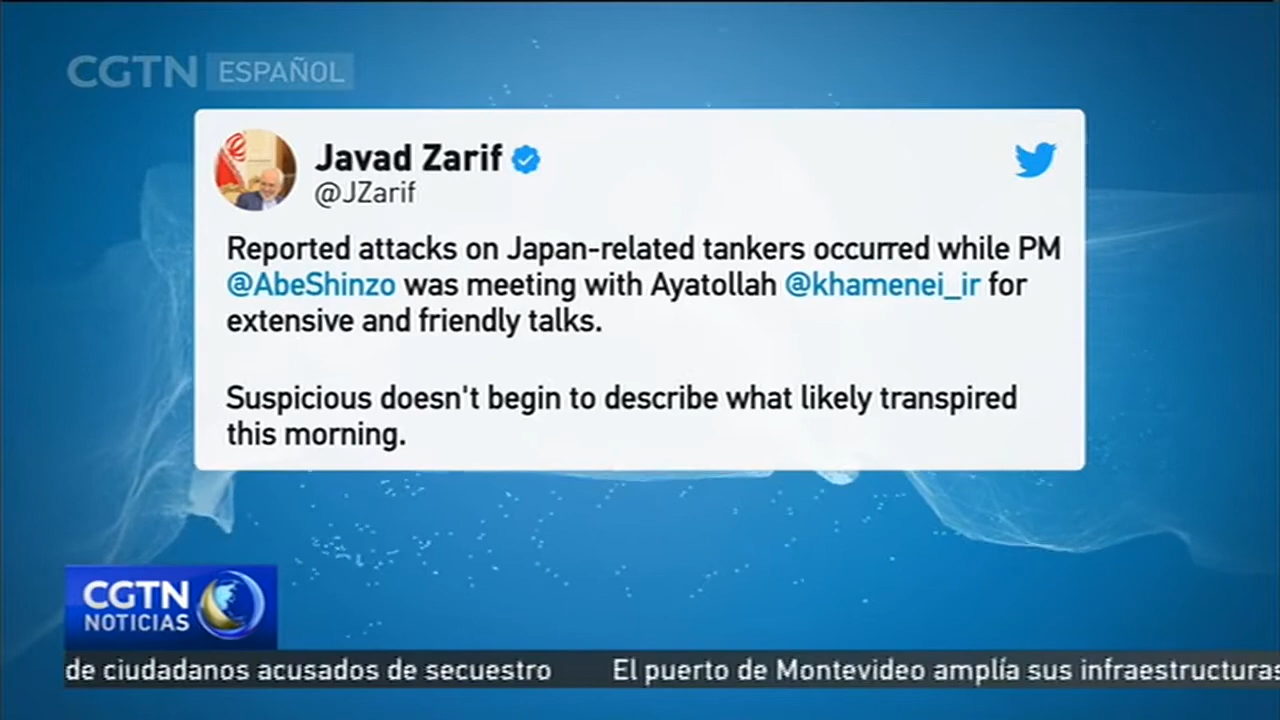 CGTN ESPAÑOL
Javad Zarif
@JZarif
Reported attacks on Japan-related tankers occurred while PM
@AbeShinzo was meeting with Ayatollah @khamenei_ir for
extensive and friendly talks.
Suspicious doesn't begin to describe what likely transpired
this morning.
CGTN
NOTICIAS
de ciudadanos acusados de secuestro El puerto de Montevideo amplía sus infraestructuras